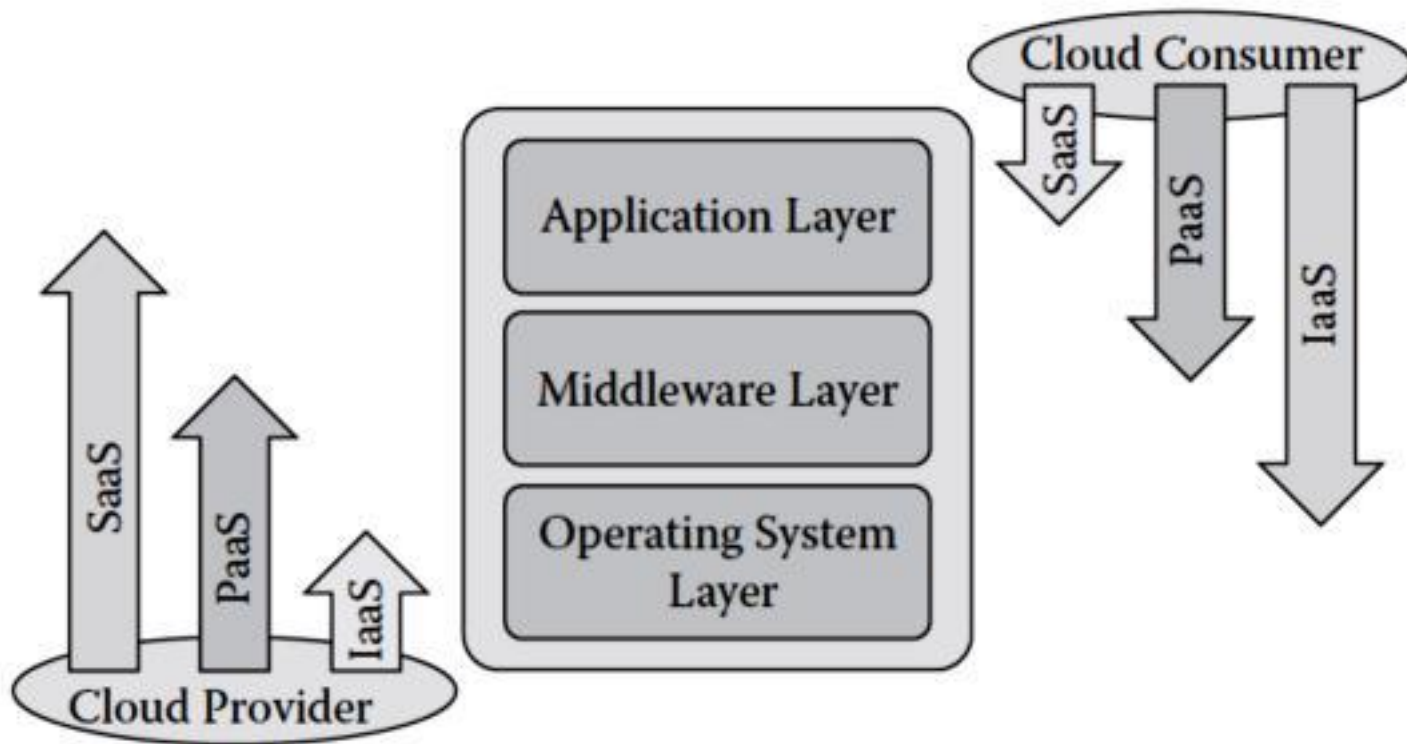 Cloud Consumer
SaaS
PaaS
IaaS
Application Layer
Middleware Layer
Operating System
Layer
SaaS
PaaS
IaaS
Cloud Provider